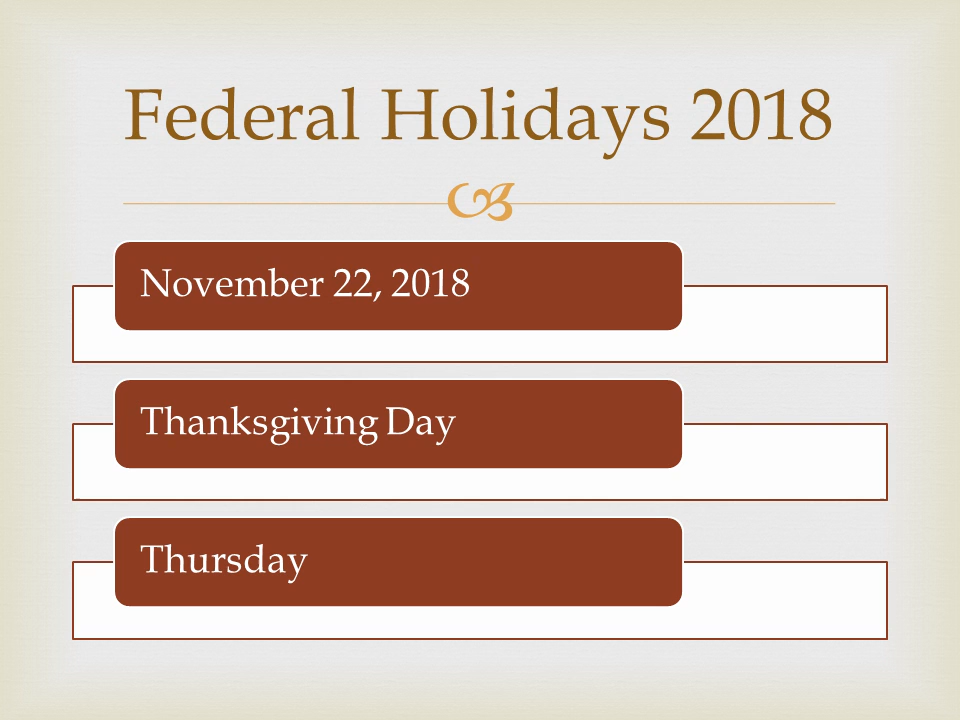 Federal Holidays 2018
November 22, 2018
Thanksgiving Day
Thursday